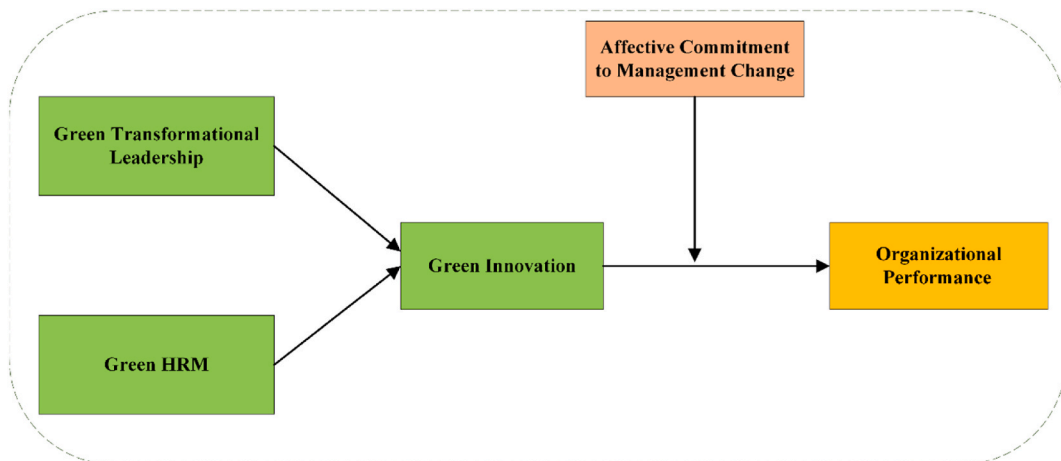 Affective Commitment
to Management Change
Green Transformational
Leadership
Green Innovation
Organizational
Performance
Green HRM